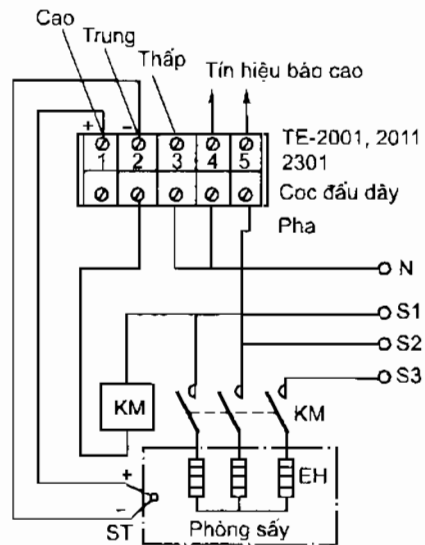 Cao
Trung
Thấp
Tín hiệu báo cao
+ −
1 2 3 4 5
TE-2001, 2011
2301
Cọc đấu dây
Pha
N
S1
S2
S3
KM
KM
EH
+
−
ST
Phòng sấy